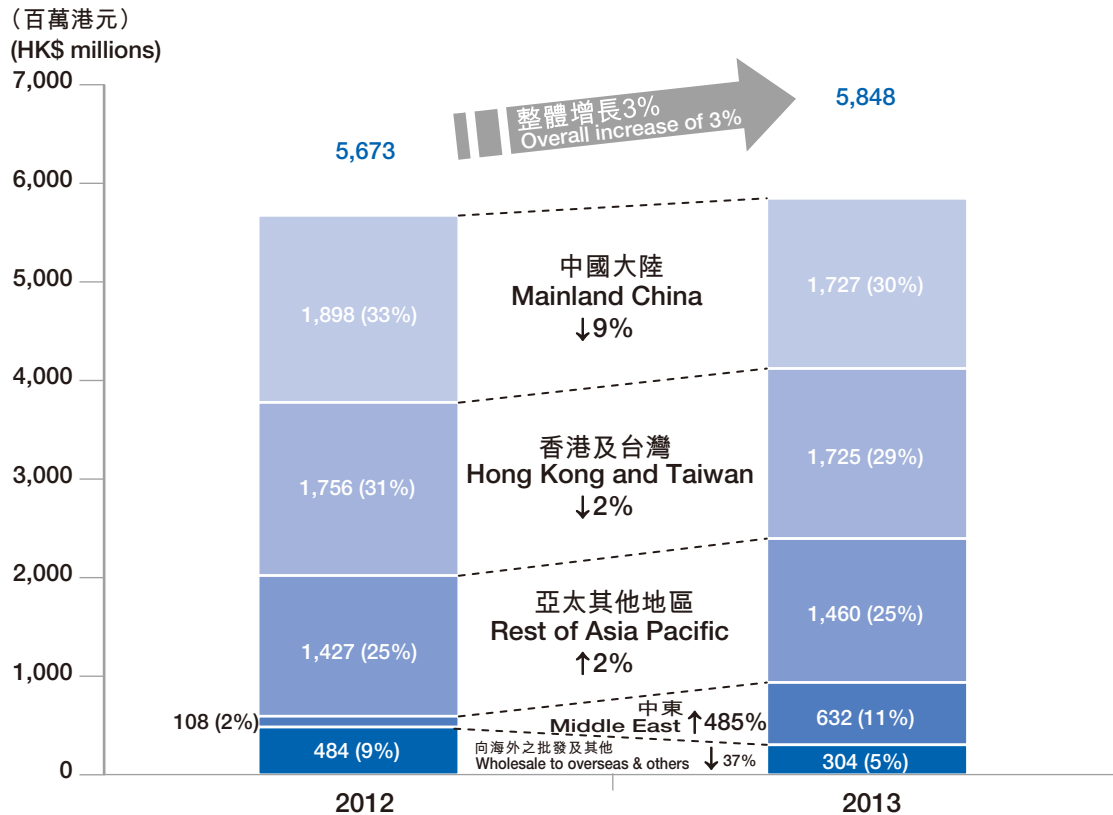 （百萬港元）
(HK$ millions)
7,000
6,000
5,000
4,000
3,000
2,000
1,000
0
5,673
整體增長3%
Overall increase of 3%
5,848
1,898 (33%)
中國大陸
Mainland China
↓9%
1,727 (30%)
1,756 (31%)
香港及台灣
Hong Kong and Taiwan
↓2%
1,725 (29%)
1,427 (25%)
亞太其他地區
Rest of Asia Pacific
↑2%
1,460 (25%)
108 (2%)
中東
Middle East ↑485%
632 (11%)
484 (9%)
向海外之批發及其他
Wholesale to overseas & others ↓37%
304 (5%)
2012
2013